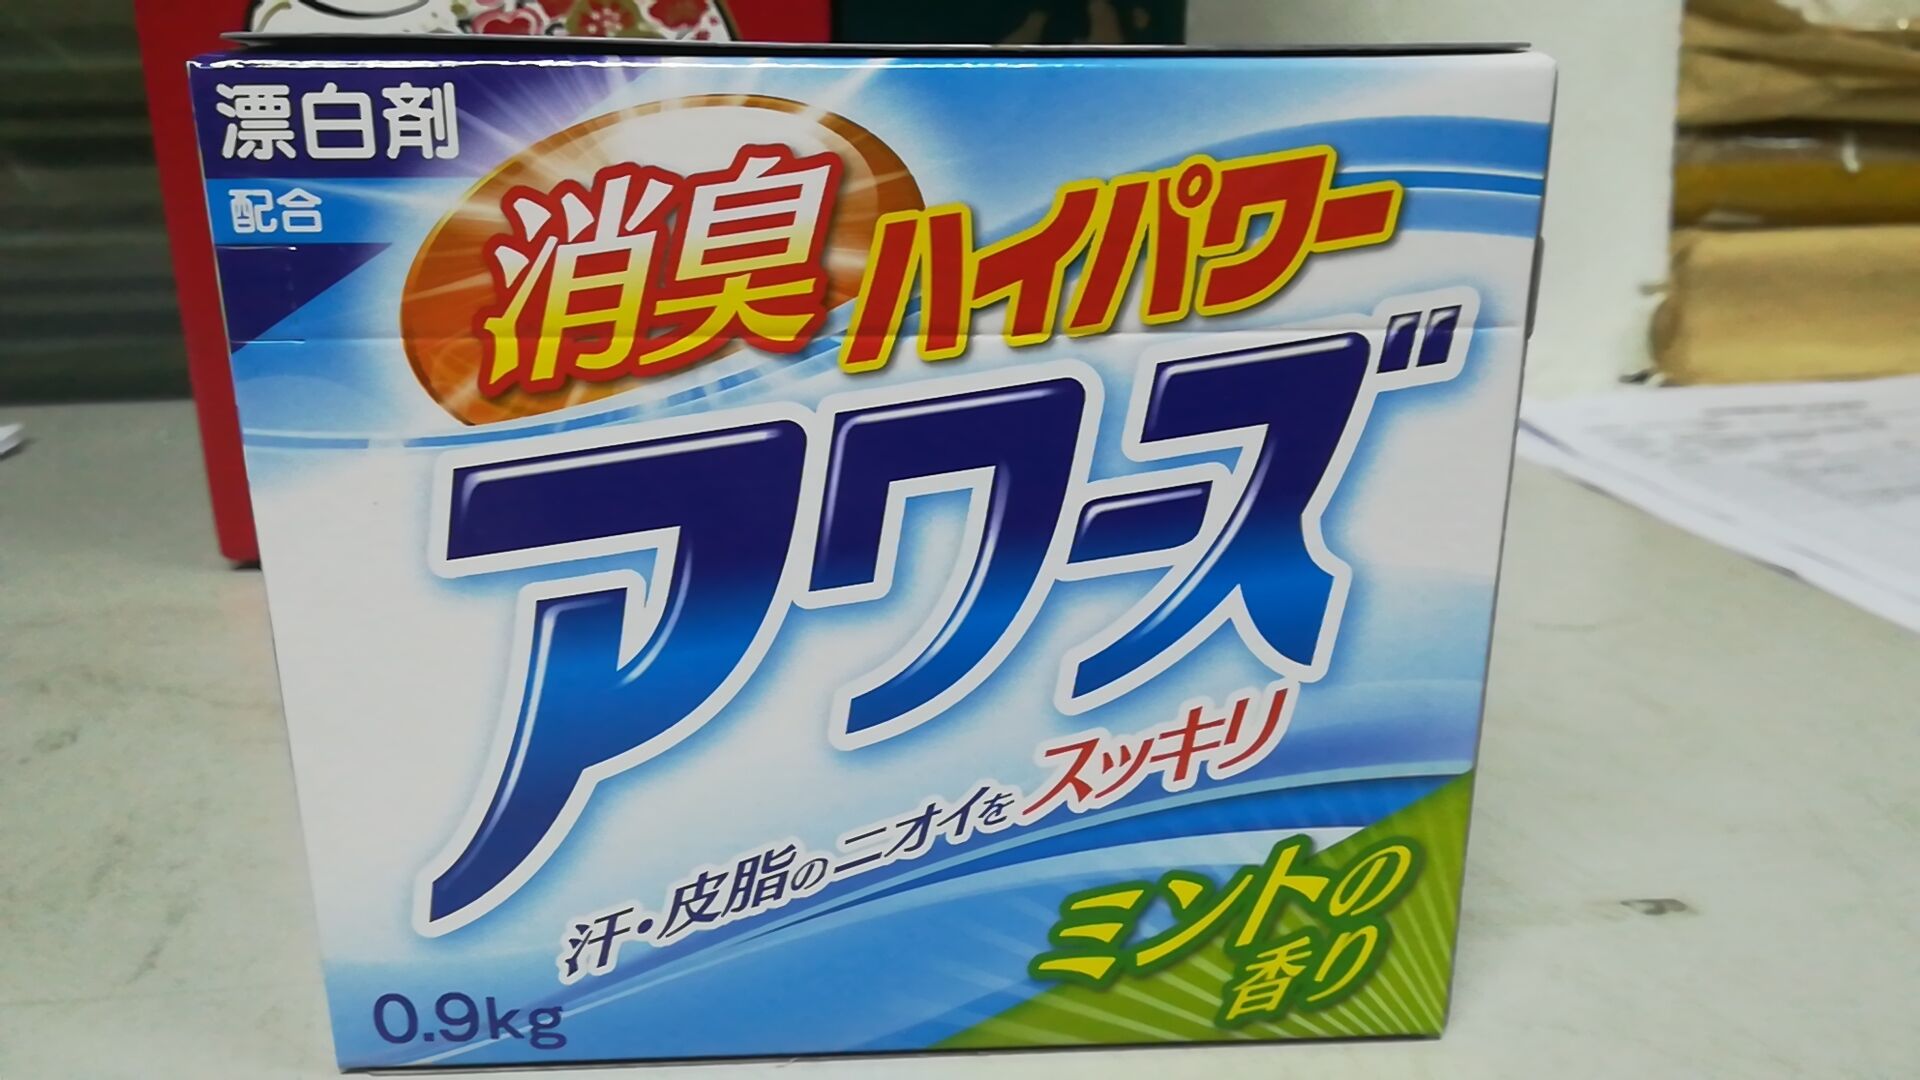 漂白剤
配合
消臭ハイパワー
アワーズ
汗・皮脂のニオイをスッキリ
ミントの
香り
0.9kg